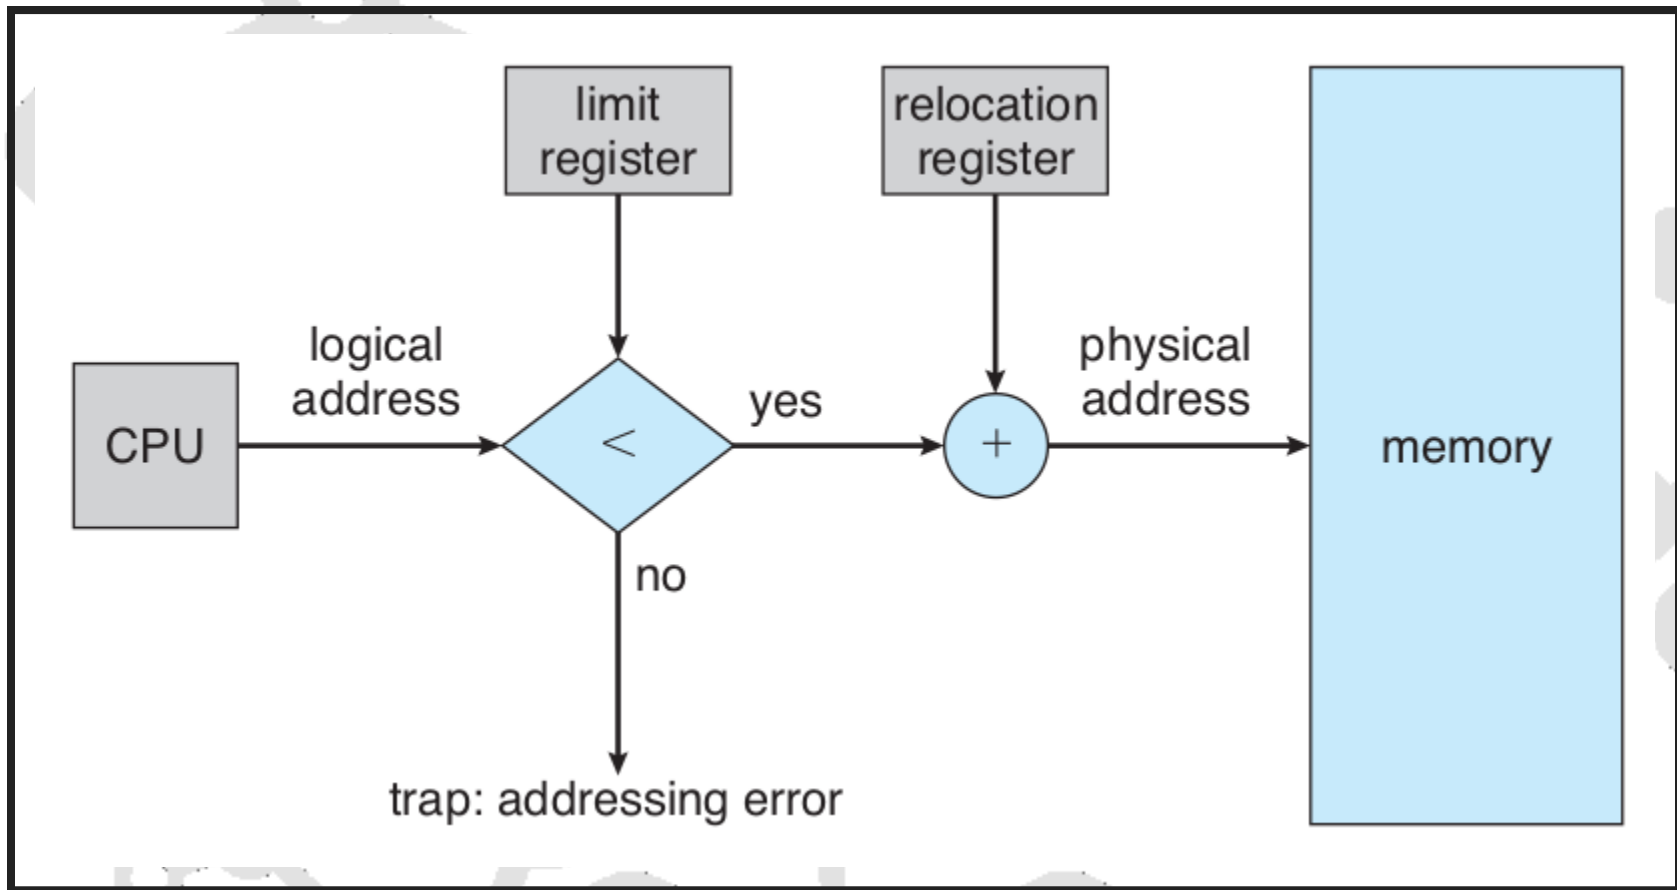 limit
register
relocation
register
logical
address
physical
address
yes
CPU
<
+
memory
no
trap: addressing error